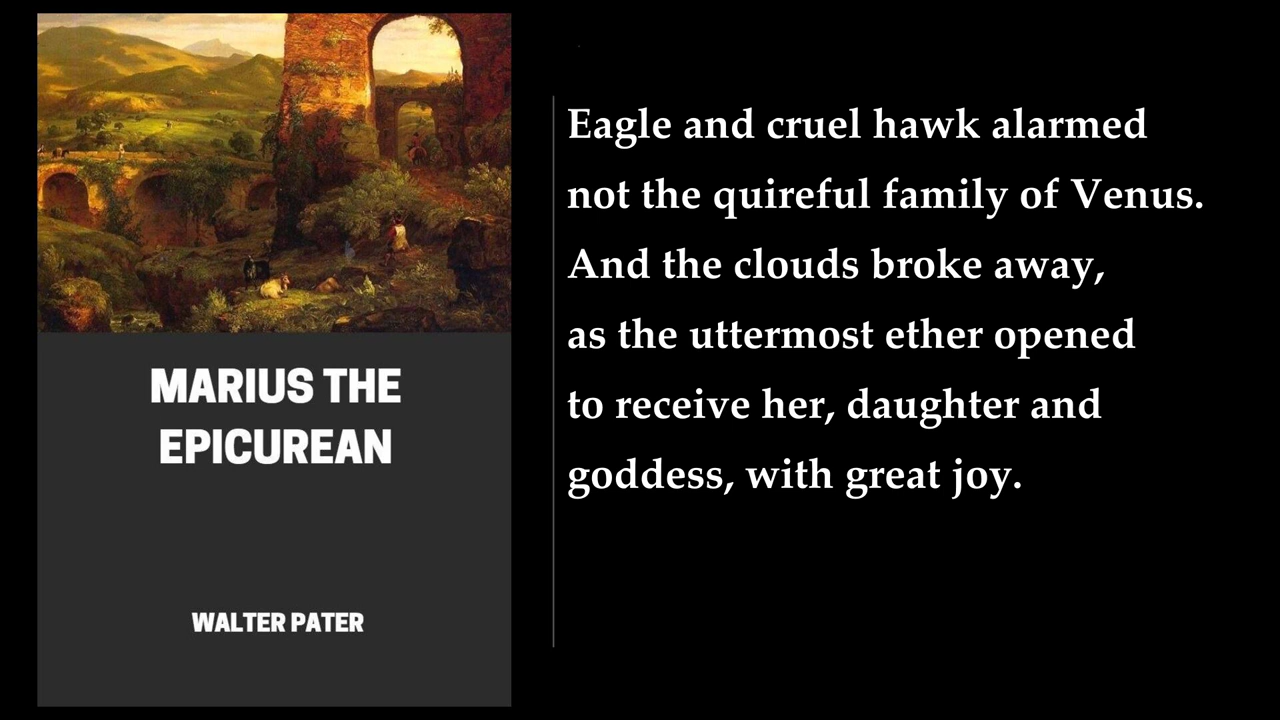 MARIUS THE
EPICUREAN
WALTER PATER
Eagle and cruel hawk alarmed
not the quireful family of Venus.
And the clouds broke away,
as the uttermost ether opened
to receive her, daughter and
goddess, with great joy.